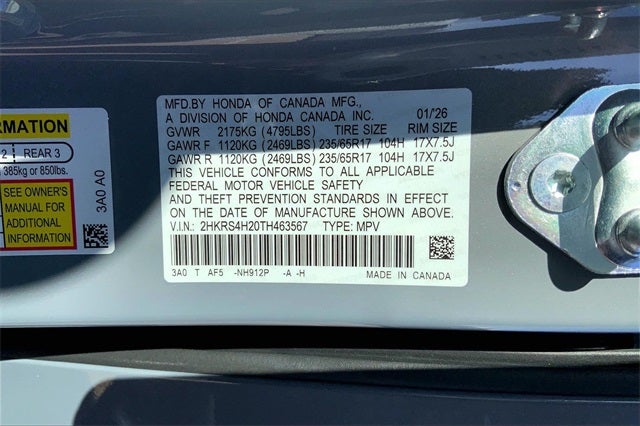 NFORMATION
2 REAR 3
385kg or 850lbs.
SEE OWNER'S
MANUAL FOR
ADDITIONAL
INFORMATION
3A0 A0
MFD.BY HONDA OF CANADA MFG.,
A DIVISION OF HONDA CANADA INC. 01/26
GVWR 2175KG (4795LBS) TIRE SIZE RIM SIZE
GAWR F 1120KG (2469LBS) 235/65R17 104H 17X7.5J
GAWR R 1120KG (2469LBS) 235/65R17 104H 17X7.5J
THIS VEHICLE CONFORMS TO ALL APPLICABLE
FEDERAL MOTOR VEHICLE SAFETY
AND THEFT PREVENTION STANDARDS IN EFFECT
ON THE DATE OF MANUFACTURE SHOWN ABOVE.
V.I.N.: 2HKRS4H20TH463567 TYPE: MPV
3A0 T AF5 -NH912P -A -H MADE IN CANADA